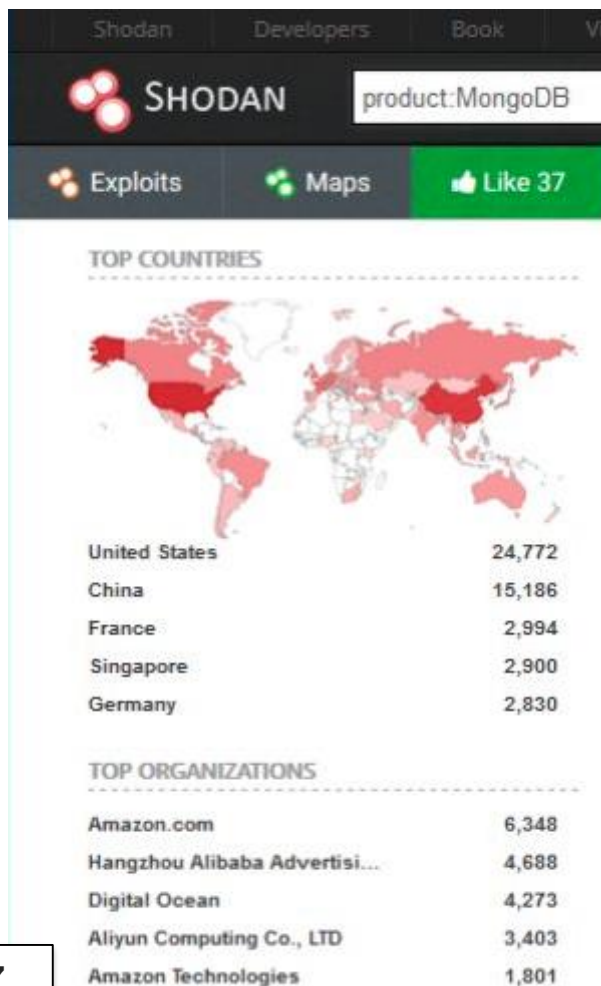 Shodan Developers Book V
SHODAN product:MongoDB
Exploits Maps Like 37
TOP COUNTRIES
United States 24,772
China 15,186
France 2,994
Singapore 2,900
Germany 2,830
TOP ORGANIZATIONS
Amazon.com 6,348
Hangzhou Alibaba Advertisi...
4,688
Digital Ocean 4,273
Aliyun Computing Co., LTD 3,403
Amazon Technologies 1,801